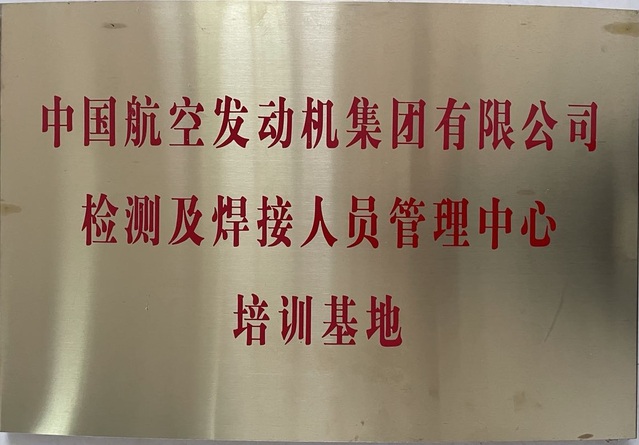 中国航空发动机集团有限公司
检测及焊接人员管理中心
培训基地